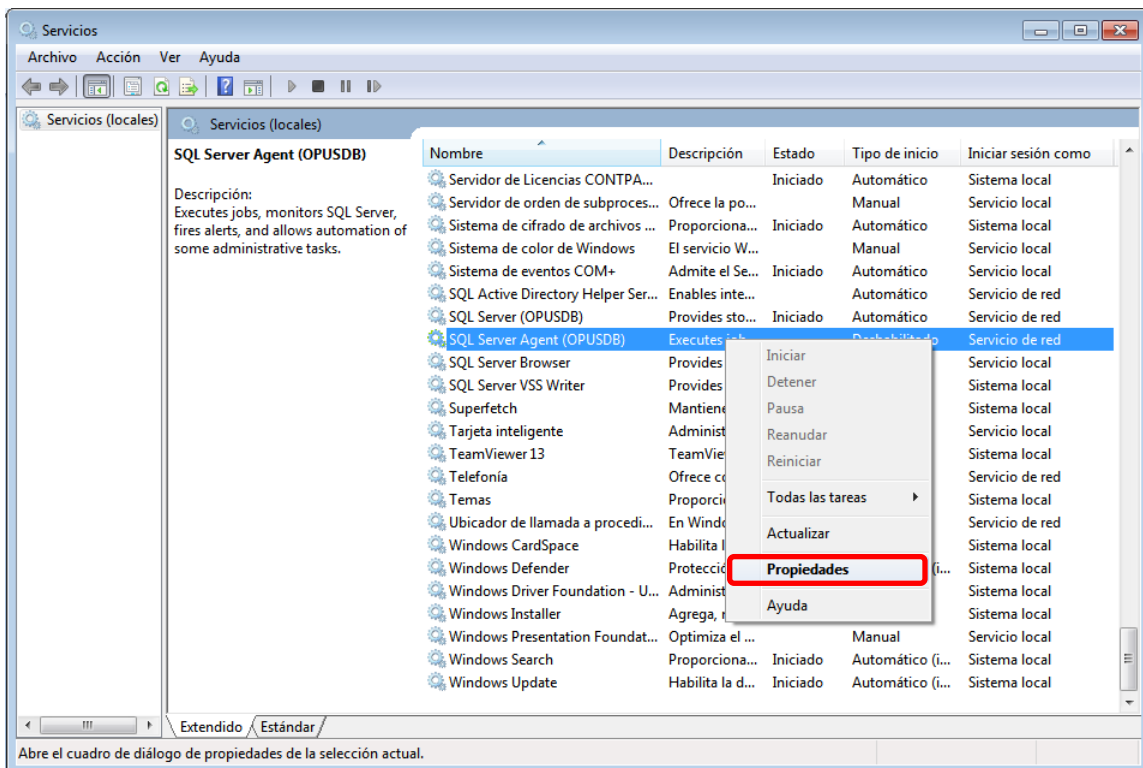 Servicios
Archivo Acción Ver Ayuda
Servicios (locales)
Servicios (locales)
SQL Server Agent (OPUSDB)
Descripción:
Executes jobs, monitors SQL Server,
fires alerts, and allows automation of
some administrative tasks.
Nombre Descripción Estado Tipo de inicio Iniciar sesión como
Servidor de Licencias CONTPA... Iniciado Automático Sistema local
Servidor de orden de subproces... Ofrece la po... Manual Servicio local
Sistema de cifrado de archivos ... Proporciona... Iniciado Automático Sistema local
Sistema de color de Windows El servicio W... Manual Servicio local
Sistema de eventos COM+ Admite el Se... Iniciado Automático Servicio local
SQL Active Directory Helper Ser... Enables inte... Automático Servicio de red
SQL Server (OPUSDB) Provides sto... Iniciado Automático Servicio de red
SQL Server Agent (OPUSDB) Executes job Deshabilitado Servicio de red
SQL Server Browser Provides Servicio local
SQL Server VSS Writer Provides Sistema local
Superfetch Mantiene Sistema local
Tarjeta inteligente Administ Servicio local
TeamViewer 13 TeamVie Sistema local
Telefonía Ofrece co Servicio de red
Temas Proporci Sistema local
Ubicador de llamada a procedi... En Windo Servicio de red
Windows CardSpace Habilita l Sistema local
Windows Defender Protecció (i... Sistema local
Windows Driver Foundation - U... Administ Sistema local
Windows Installer Agrega, Sistema local
Windows Presentation Foundat... Optimiza el ... Manual Servicio local
Windows Search Proporciona... Iniciado Automático (i... Sistema local
Windows Update Habilita la d... Iniciado Automático (i... Sistema local
Iniciar
Detener
Pausa
Reanudar
Reiniciar
Todas las tareas
Actualizar
Propiedades
Ayuda
Extendido Estándar
Abre el cuadro de diálogo de propiedades de la selección actual.